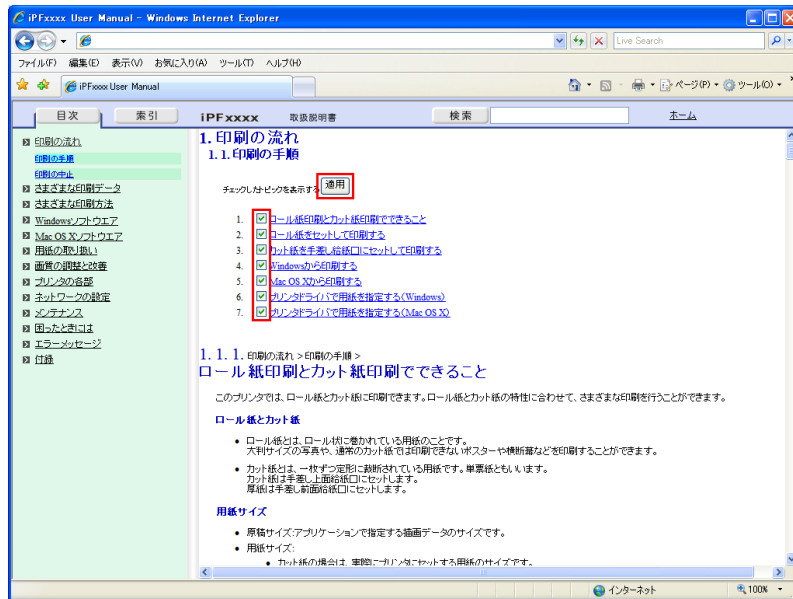 iPFxxxx User Manual - Windows Internet Explorer
Live Search
ファイル(F) 編集(E) 表示(V) お気に入り(A) ツール(T) ヘルプ(H)
iPFxxxx User Manual
ページ(P) ツール(O)
目次 索引 iPFxxxx 取扱説明書 検索 ホーム
印刷の流れ
印刷の手順
印刷の中止
さまざまな印刷データ
さまざまな印刷方法
Windowsソフトウエア
Mac OS Xソフトウエア
用紙の取り扱い
画質の調整と改善
プリンタの各部
ネットワークの設定
メンテナンス
困ったときには
エラーメッセージ
付録
1. 印刷の流れ
1. 1. 印刷の手順
チェックしたトピックを表示する 適用
1. ロール紙印刷とカット紙印刷でできること
2. ロール紙をセットして印刷する
3. カット紙を手差し給紙口にセットして印刷する
4. Windowsから印刷する
5. Mac OS Xから印刷する
6. プリンタドライバで用紙を指定する(Windows)
7. プリンタドライバで用紙を指定する(Mac OS X)
1. 1. 1. 印刷の流れ >印刷の手順 >
ロール紙印刷とカット紙印刷でできること
このプリンタでは、ロール紙とカット紙に印刷できます。ロール紙とカット紙の特性に合わせて、さまざまな印刷を行うことができます。
ロール紙とカット紙
• ロール紙とは、ロール状に巻かれている用紙のことです。
大判サイズの写真や、通常のカット紙では印刷できないポスターや横断幕などを印刷することができます。
• カット紙とは、一枚ずつ定形に裁断されている用紙です。単票紙ともいいます。
カット紙は手差し上面給紙口にセットします。
厚紙は手差し前面給紙口にセットします。
用紙サイズ
• 原稿サイズ:アプリケーションで指定する描画データのサイズです。
• 用紙サイズ:
• カット紙の場合は、実際にプリンタにセットする用紙のサイズです。
インターネット 100%